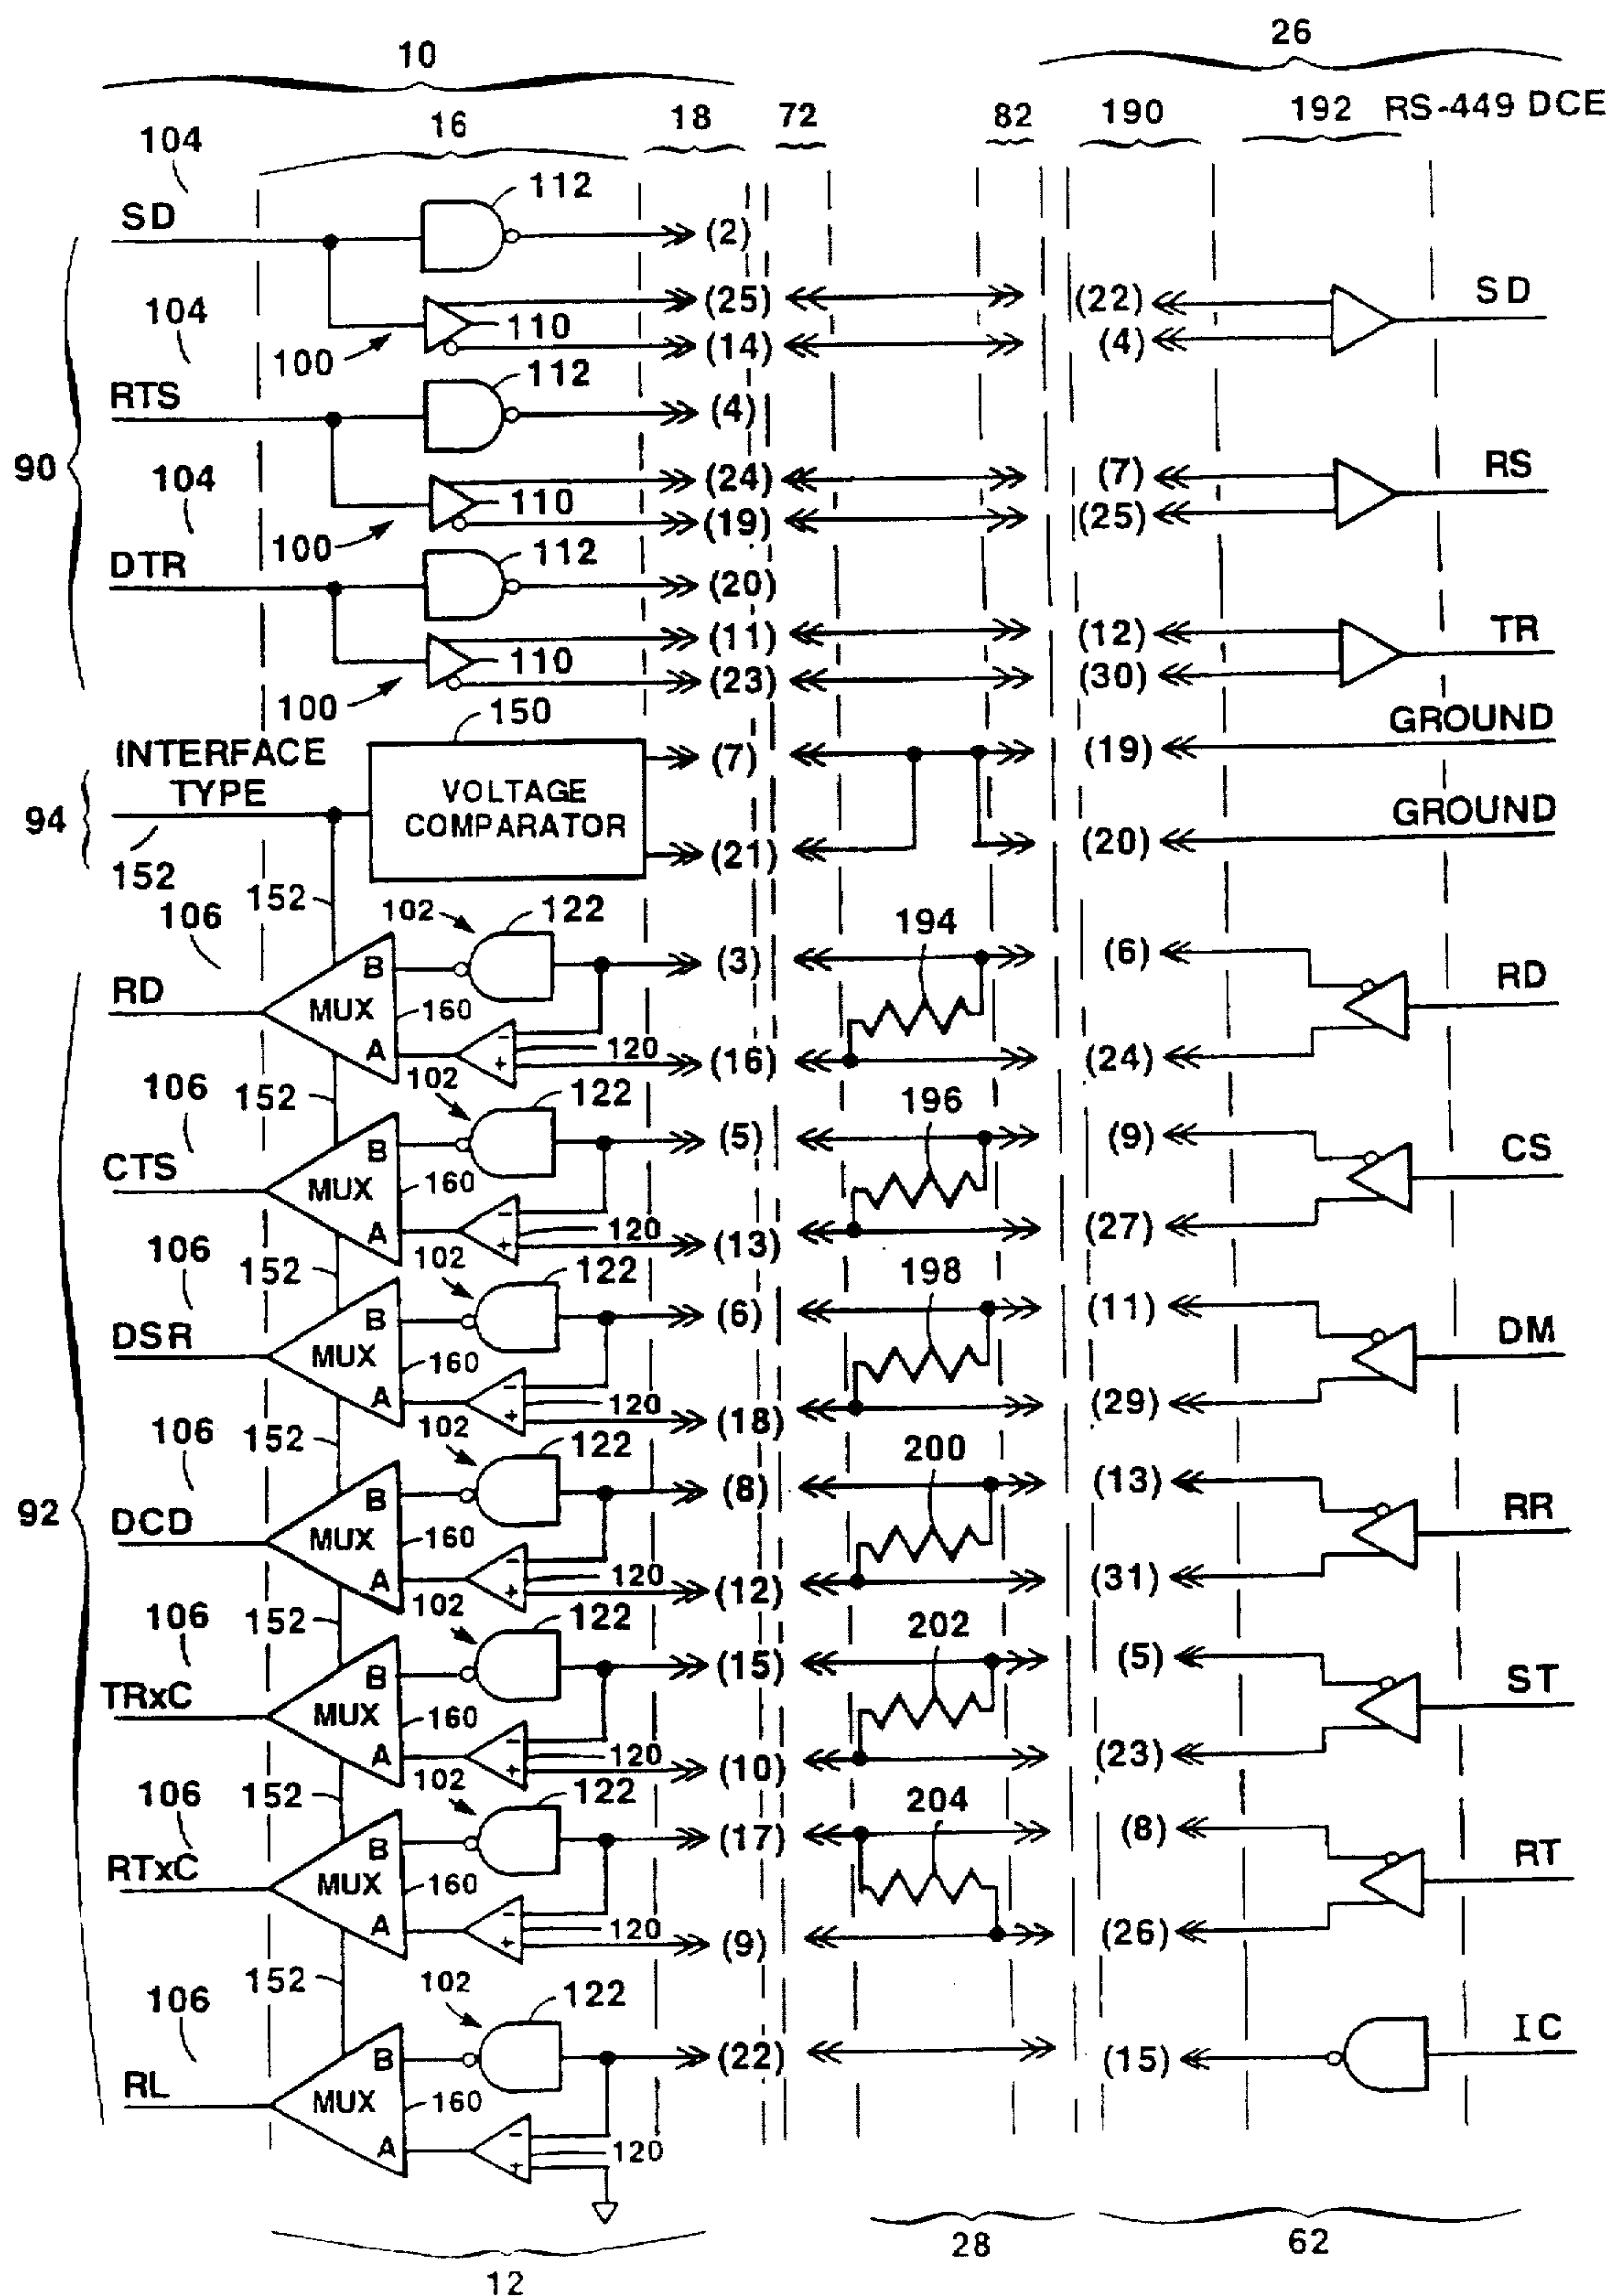 26
10
16 18 72 82 190 192 RS-449 DCE
104
112
SD (2)
(25) (22) SD
104 110
100 (14) (4)
112
RTS (4)
90 104 (24) (7) RS
110
100 (19) (25)
112
DTR (20)
(11) (12) TR
110
(23) (30)
100 150 GROUND
INTERFACE (7) (19)
TYPE VOLTAGE
COMPARATOR GROUND
94 (21) (20)
152
152
106 102 122 194
B (3) (6)
RD MUX 160 RD
- 120
A + (16) (24)
106 152 102 122 196
B (5) (9)
CTS MUX 160 CS
- 120
A + (13) (27)
106 152 102 122 198
B (6) (11)
DSR MUX 160 DM
- 120
A + (18) (29)
106 152 102 122 200
92 B (8) (13)
DCD MUX 160 RR
- 120
A + (12) (31)
106 152 102 122 202
B (15) (5)
TRxC MUX 160 ST
- 120
A + (10) (23)
106 152 102 122 204
B (17) (8)
RTxC MUX 160 RT
- 120
A + (9) (26)
106 152 102 122
B (22) (15) IC
RL MUX 160
- 120
A +
28 62
12